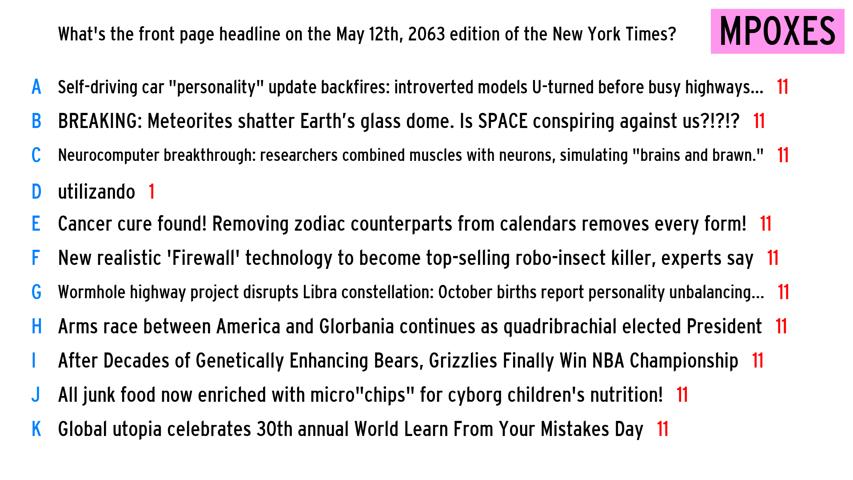 What's the front page headline on the May 12th, 2063 edition of the New York Times?
MPOXES
A Self-driving car "personality" update backfires: introverted models U-turned before busy highways... 11
B BREAKING: Meteorites shatter Earth’s glass dome. Is SPACE conspiring against us?!?!? 11
C Neurocomputer breakthrough: researchers combined muscles with neurons, simulating "brains and brawn." 11
D utilizando 1
E Cancer cure found! Removing zodiac counterparts from calendars removes every form! 11
F New realistic 'Firewall' technology to become top-selling robo-insect killer, experts say 11
G Wormhole highway project disrupts Libra constellation: October births report personality unbalancing... 11
H Arms race between America and Glorbania continues as quadribrachial elected President 11
I After Decades of Genetically Enhancing Bears, Grizzlies Finally Win NBA Championship 11
J All junk food now enriched with micro"chips" for cyborg children's nutrition! 11
K Global utopia celebrates 30th annual World Learn From Your Mistakes Day 11